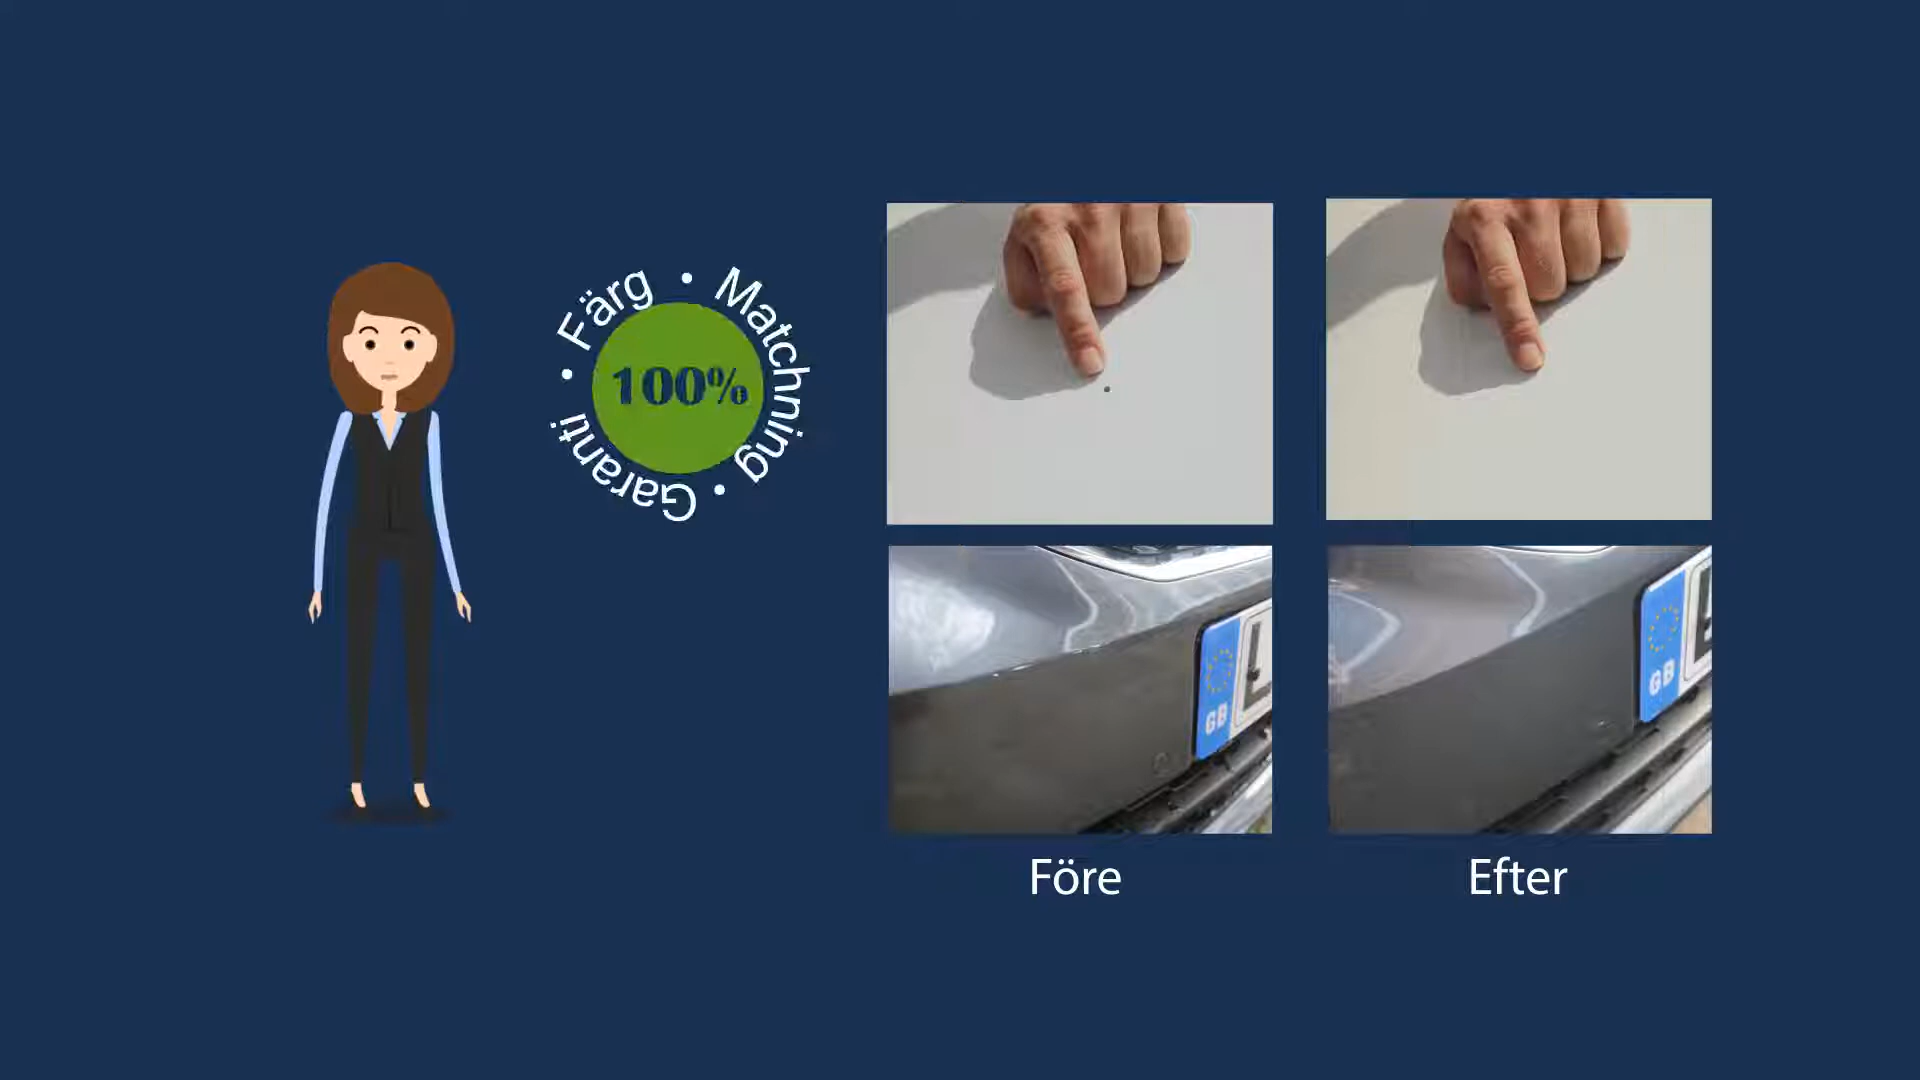 Färg • Matchning • Garanti •
100%
GB
GB
Före
Efter